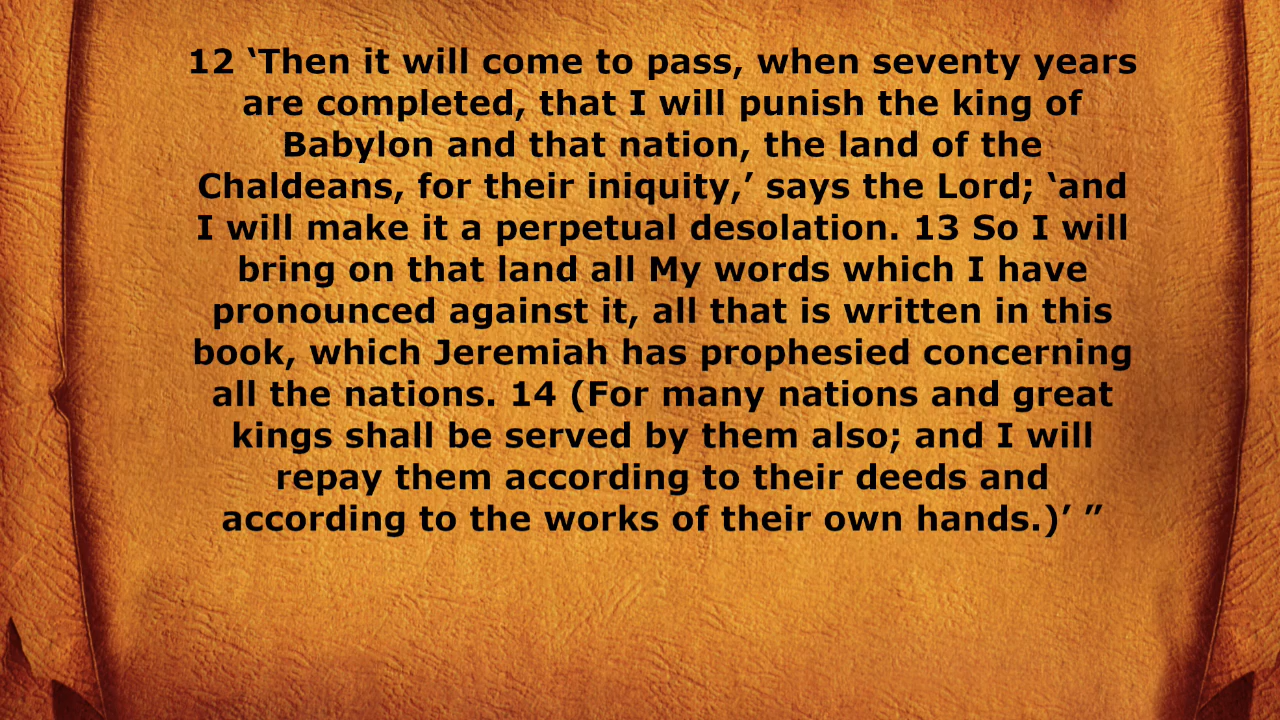 12 ‘Then it will come to pass, when seventy years
are completed, that I will punish the king of
Babylon and that nation, the land of the
Chaldeans, for their iniquity,’ says the Lord; ‘and
I will make it a perpetual desolation. 13 So I will
bring on that land all My words which I have
pronounced against it, all that is written in this
book, which Jeremiah has prophesied concerning
all the nations. 14 (For many nations and great
kings shall be served by them also; and I will
repay them according to their deeds and
according to the works of their own hands.)’ ”